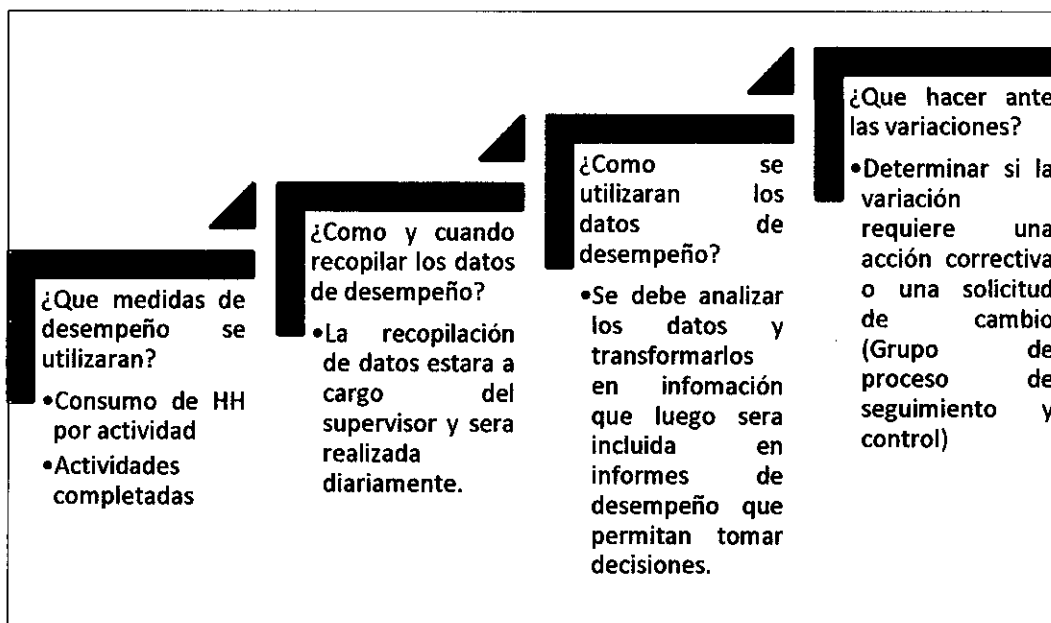 ¿Que medidas de
desempeño se
utilizaran?
•Consumo de HH
por actividad
•Actividades
completadas
¿Como y cuando
recopilar los datos
de desempeño?
•La recopilación
de datos estara a
cargo del
supervisor y sera
realizada
diariamente.
¿Como se
utilizaran los
datos de
desempeño?
•Se debe analizar
los datos y
transformarlos
en infomación
que luego sera
incluida en
informes de
desempeño que
permitan tomar
decisiones.
¿Que hacer ante
las variaciones?
•Determinar si la
variación
requiere una
acción correctiva
o una solicitud
de cambio
(Grupo de
proceso de
seguimiento y
control)